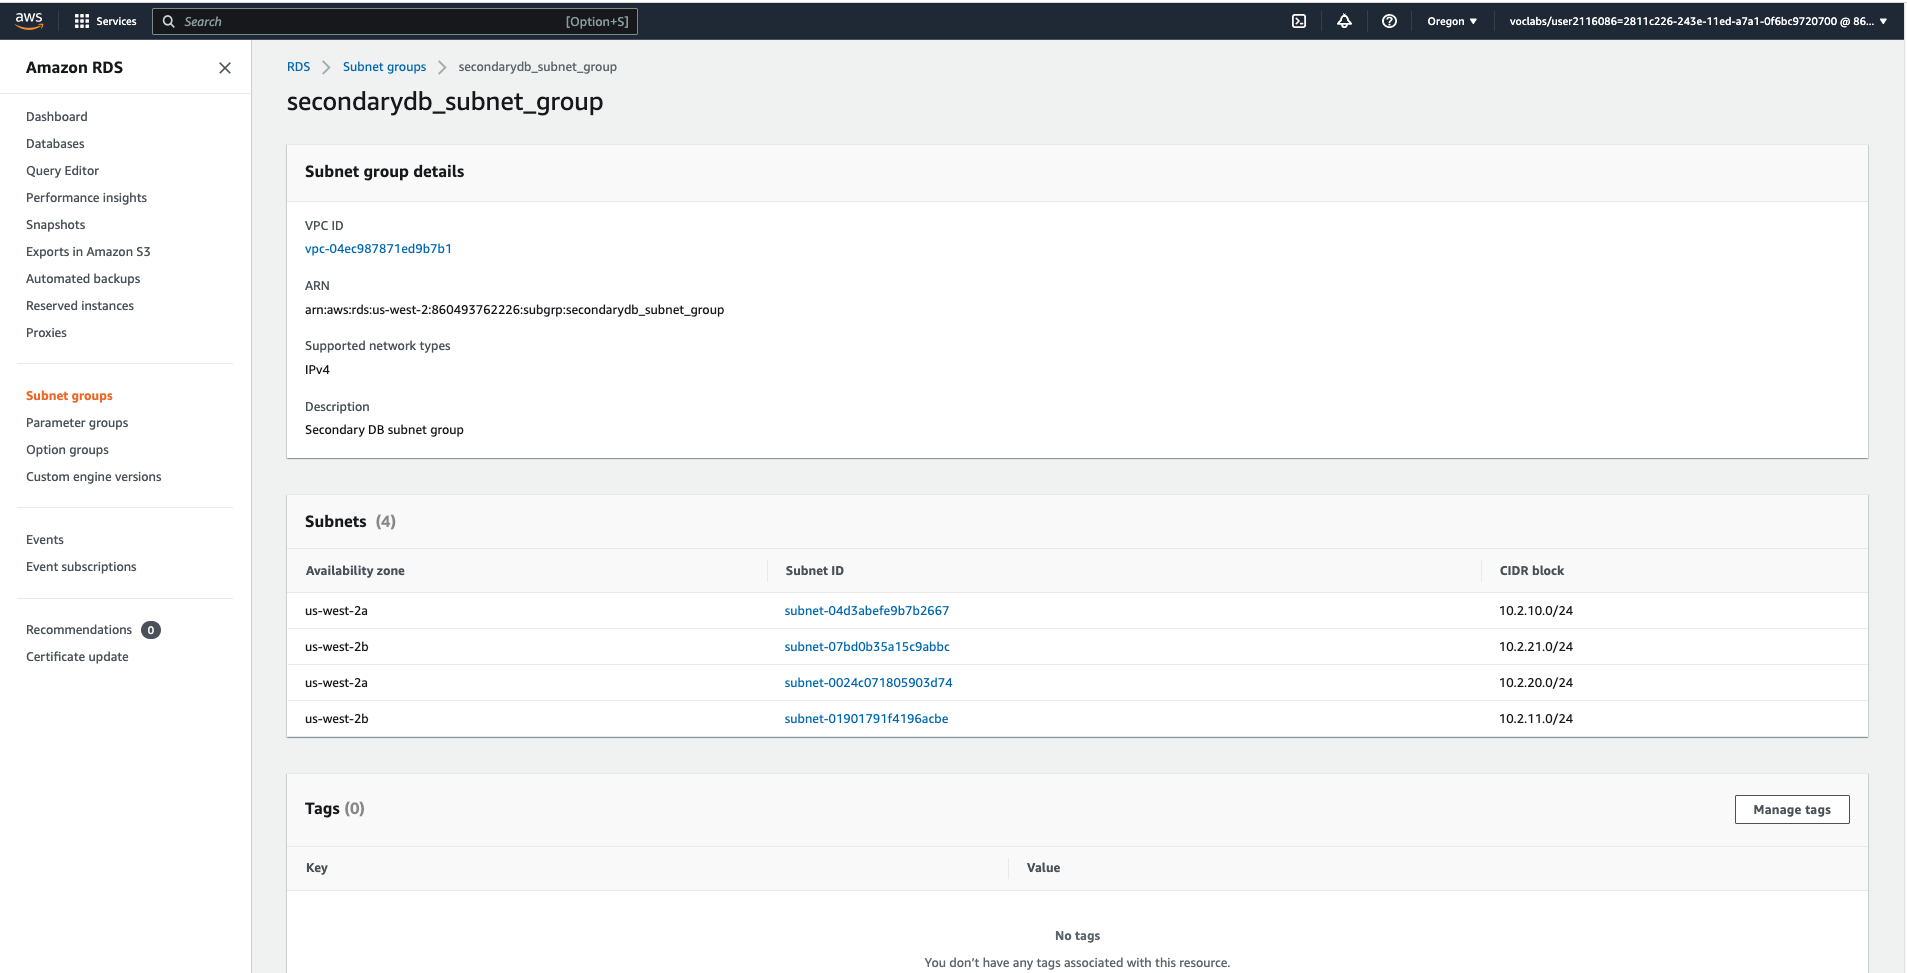 aws Services Search [Option+S] Oregon ▼ voclabs/user2116086=2811c226-243e-11ed-a7a1-0f6bc9720700 @ 86... ▼
Amazon RDS
Dashboard
Databases
Query Editor
Performance insights
Snapshots
Exports in Amazon S3
Automated backups
Reserved instances
Proxies
Subnet groups
Parameter groups
Option groups
Custom engine versions
Events
Event subscriptions
Recommendations 0
Certificate update
RDS > Subnet groups > secondarydb_subnet_group
secondarydb_subnet_group
Subnet group details
VPC ID
vpc-04ec987871ed9b7b1
ARN
arn:aws:rds:us-west-2:860493762226:subgrp:secondarydb_subnet_group
Supported network types
IPv4
Description
Secondary DB subnet group
Subnets (4)
Availability zone Subnet ID CIDR block
us-west-2a subnet-04d3abefe9b7b2667 10.2.10.0/24
us-west-2b subnet-07bd0b35a15c9abbc 10.2.21.0/24
us-west-2a subnet-0024c071805903d74 10.2.20.0/24
us-west-2b subnet-01901791f4196acbe 10.2.11.0/24
Tags (0) Manage tags
Key Value
No tags
You don't have any tags associated with this resource.